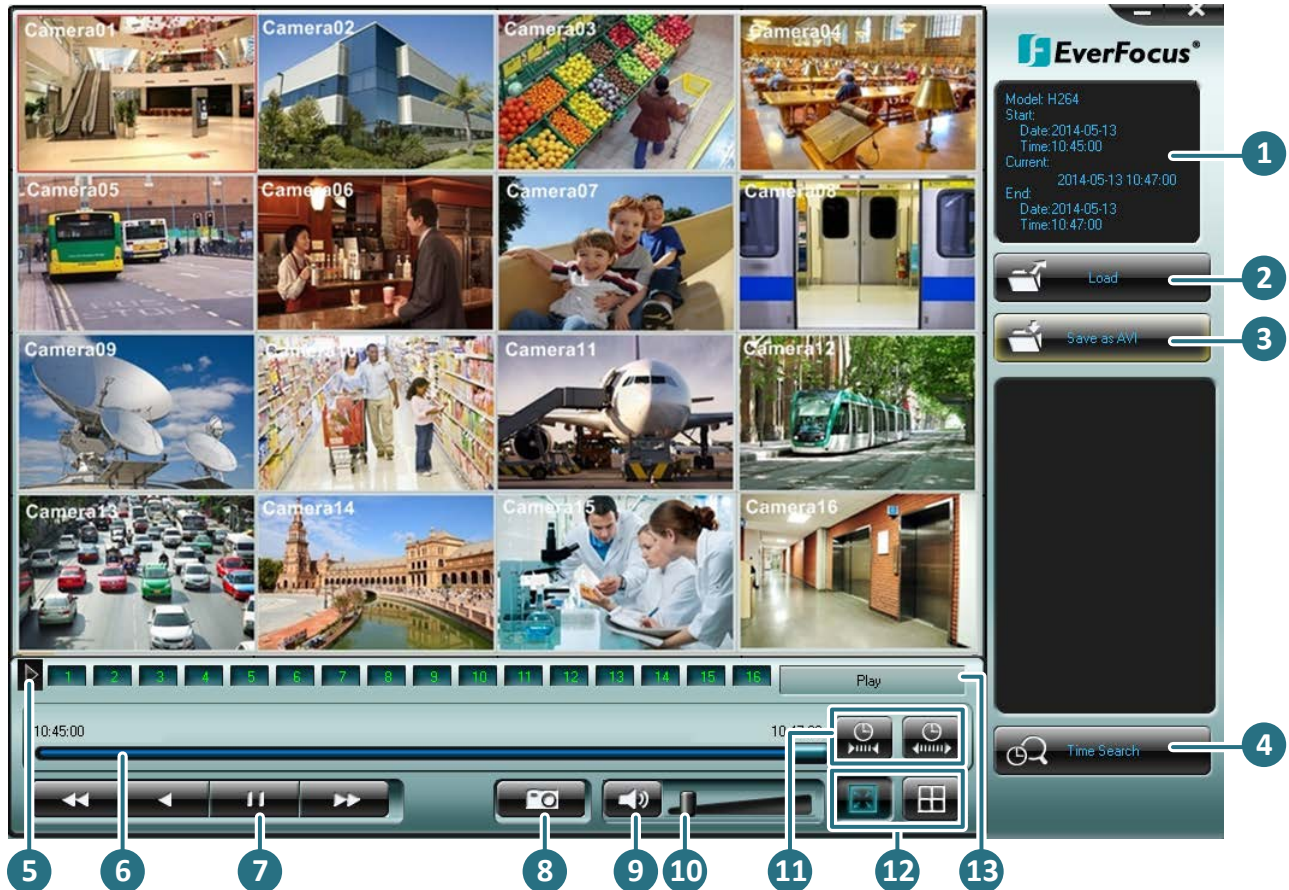 Camera01
Camera02
Camera03
Camera04
Camera05
Camera06
Camera07
Camera08
Camera09
Camera10
Camera11
Camera12
Camera13
Camera14
Camera15
Camera16
EverFocus®
Model: H264
Start:
Date:2014-05-13
Time:10:45:00
Current:
2014-05-13 10:47:00
End:
Date:2014-05-13
Time:10:47:00
1
Load
2
Save as AVI
3
Time Search
4
1 2 3 4 5 6 7 8 9 10 11 12 13 14 15 16
Play
10:45:00
10:47:00
5 6 7 8 9 10 11 12 13